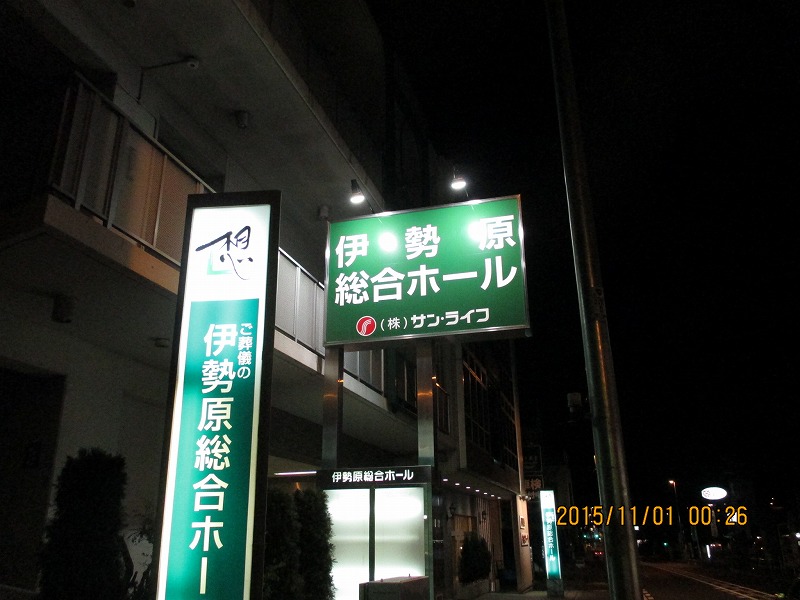 想
ご葬儀の
伊勢原総合ホー
伊勢原
総合ホール
(株)サン・ライフ
伊勢原総合ホール
2015/11/01 00:26